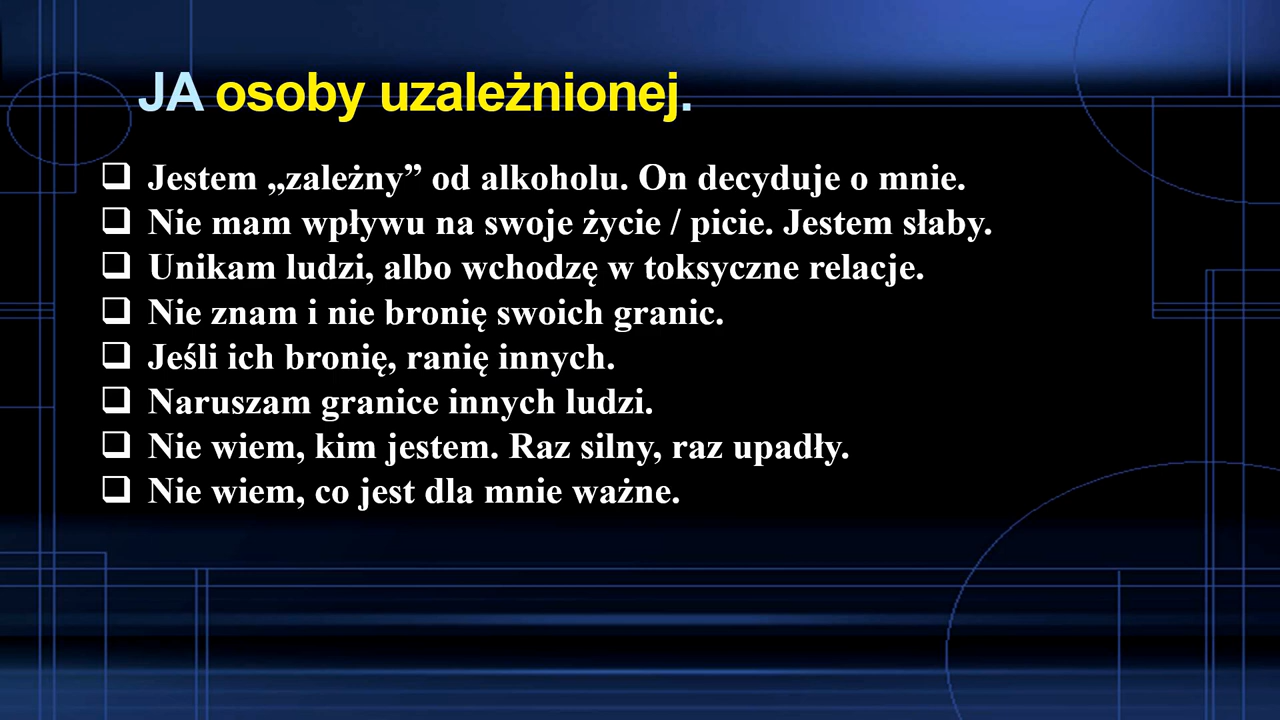 JA osoby uzależnionej.
❑ Jestem „zależny” od alkoholu. On decyduje o mnie.
❑ Nie mam wpływu na swoje życie / picie. Jestem słaby.
❑ Unikam ludzi, albo wchodzę w toksyczne relacje.
❑ Nie znam i nie bronię swoich granic.
❑ Jeśli ich bronię, ranię innych.
❑ Naruszam granice innych ludzi.
❑ Nie wiem, kim jestem. Raz silny, raz upadły.
❑ Nie wiem, co jest dla mnie ważne.